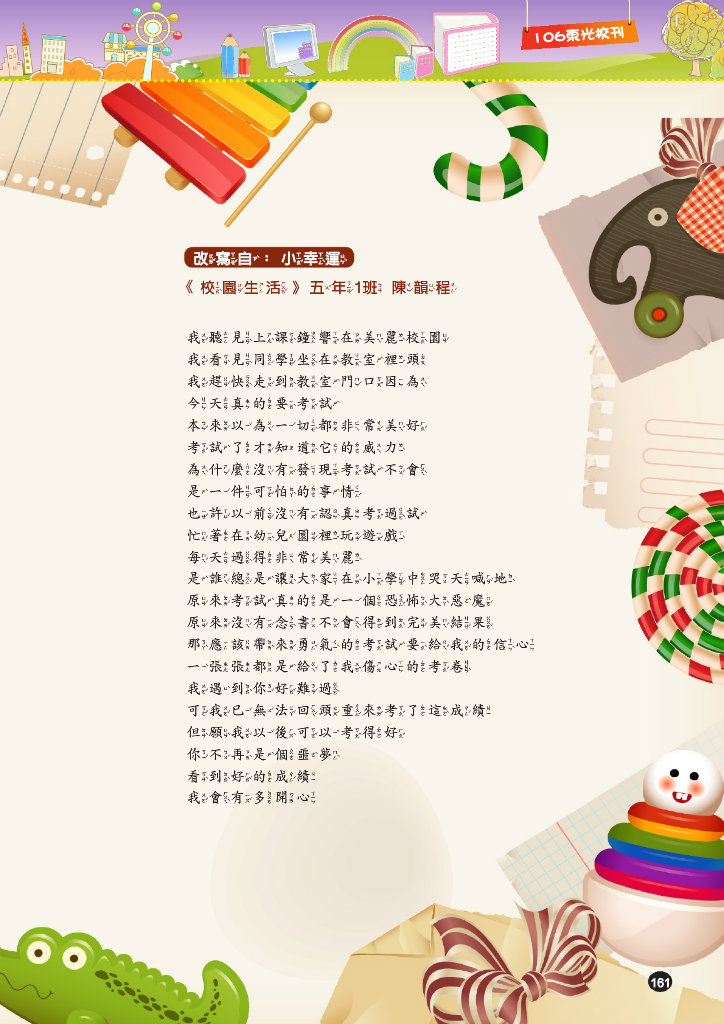 106東光校刊
改寫自：小幸運
《校園生活》五年1班 陳韻程
我聽見上課鐘響在美麗校園
我看見同學坐在教室裡頭
我趕快走到教室門口因為
今天真的要考試
本來以為一切都非常美好
考試了才知道它的威力
為什麼沒有發現考試不會
是一件可怕的事情
也許以前沒有認真考過試
忙著在幼兒園裡玩遊戲
每天過得非常美麗
是誰總是讓大家在小學中哭天喊地
原來考試真的是一個恐怖大惡魔
原來沒有念書不會得到完美結果
那應該帶來勇氣的考試要給我的信心
一張張都是給了我傷心的考卷
我遇到你好難過
可我已無法回頭重來考了這成績
但願我以後可以考得好
你不再是個噩夢
看到好的成績
我會有多開心
161